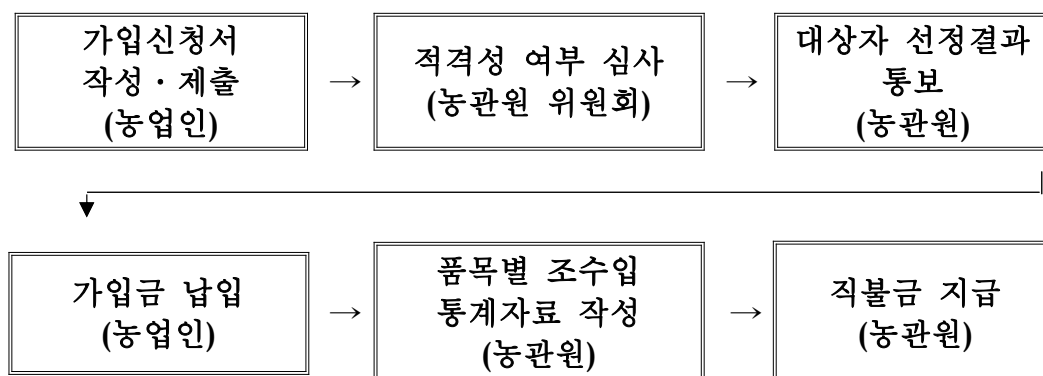 가입신청서
작성·제출
(농업인)
→
적격성 여부 심사
(농관원 위원회)
→
대상자 선정결과
통보
(농관원)
가입금 납입
(농업인)
→
품목별 조수입
통계자료 작성
(농관원)
→
직불금 지급
(농관원)